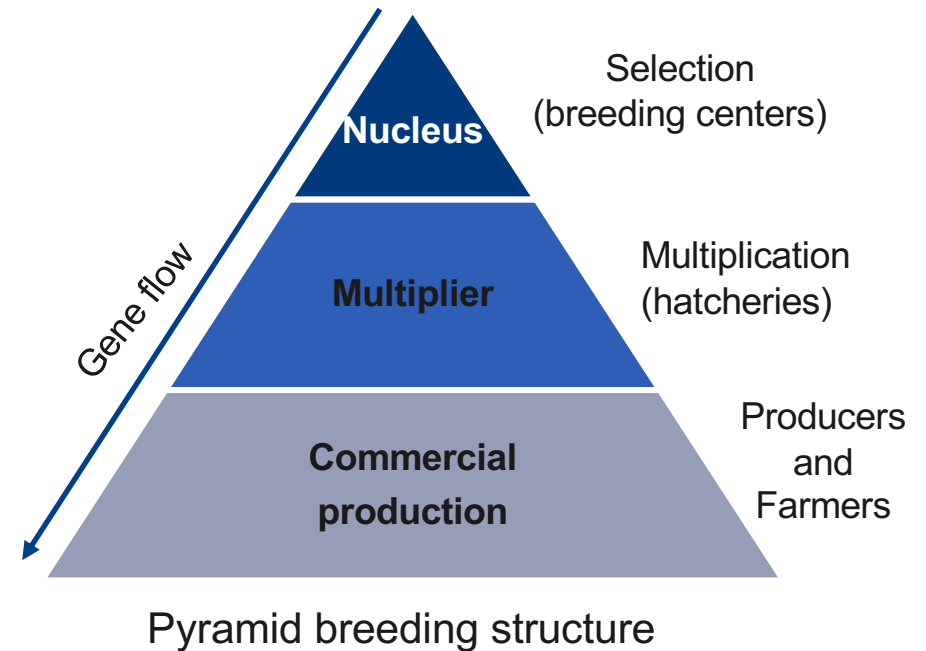 Selection
(breeding centers)
Nucleus
Gene flow
Multiplier
Multiplication
(hatcheries)
Commercial
production
Producers
and
Farmers
Pyramid breeding structure